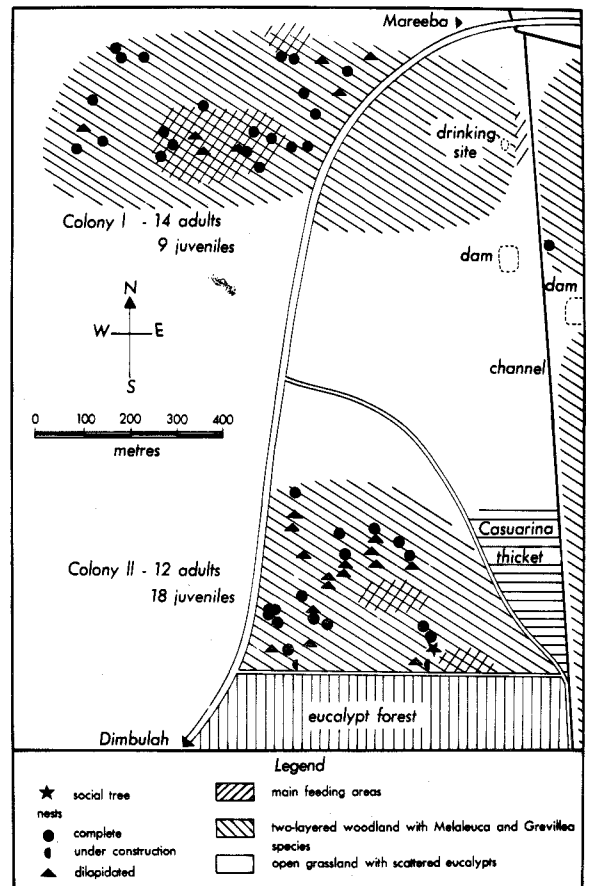 Mareeba
drinking
site
Colony I - 14 adults
9 juveniles
dam
dam
N
W E
S
channel
0 100 200 300 400
metres
Casuarina
thicket
Colony II - 12 adults
18 juveniles
eucalypt forest
Dimbulah
Legend
social tree
nests
complete
under construction
dilapidated
main feeding areas
two-layered woodland with Melaleuca and Grevillea
species
open grassland with scattered eucalypts